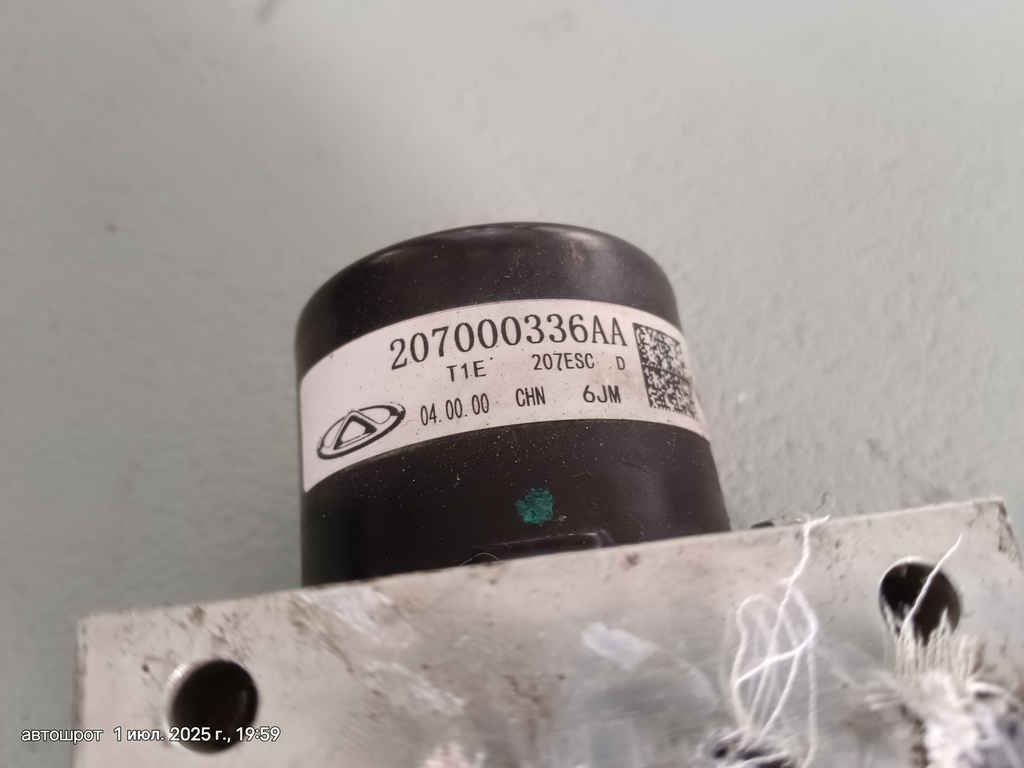 207000336AA
T1E 207ESC D
04.00.00 CHN 6JM
автошрот 1 июл. 2025 г., 19:59